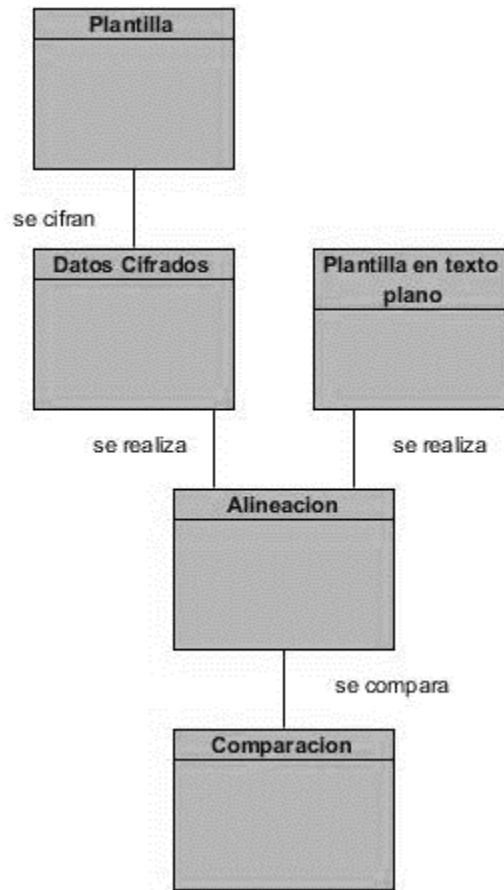 Plantilla
se cifran
Datos Cifrados
Plantilla en texto
plano
se realiza
se realiza
Alineacion
se compara
Comparacion